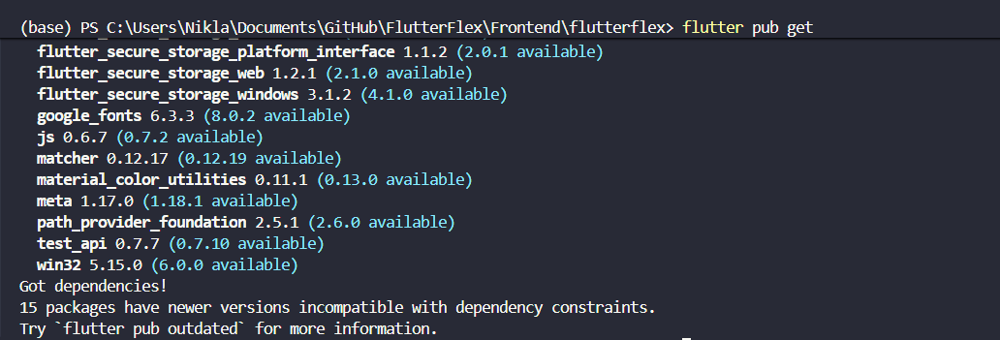 (base) PS C:\Users\Nikla\Documents\GitHub\FlutterFlex\Frontend\flutterflex> flutter pub get
flutter_secure_storage_platform_interface 1.1.2 (2.0.1 available)
flutter_secure_storage_web 1.2.1 (2.1.0 available)
flutter_secure_storage_windows 3.1.2 (4.1.0 available)
google_fonts 6.3.3 (8.0.2 available)
js 0.6.7 (0.7.2 available)
matcher 0.12.17 (0.12.19 available)
material_color_utilities 0.11.1 (0.13.0 available)
meta 1.17.0 (1.18.1 available)
path_provider_foundation 2.5.1 (2.6.0 available)
test_api 0.7.7 (0.7.10 available)
win32 5.15.0 (6.0.0 available)
Got dependencies!
15 packages have newer versions incompatible with dependency constraints.
Try `flutter pub outdated` for more information.